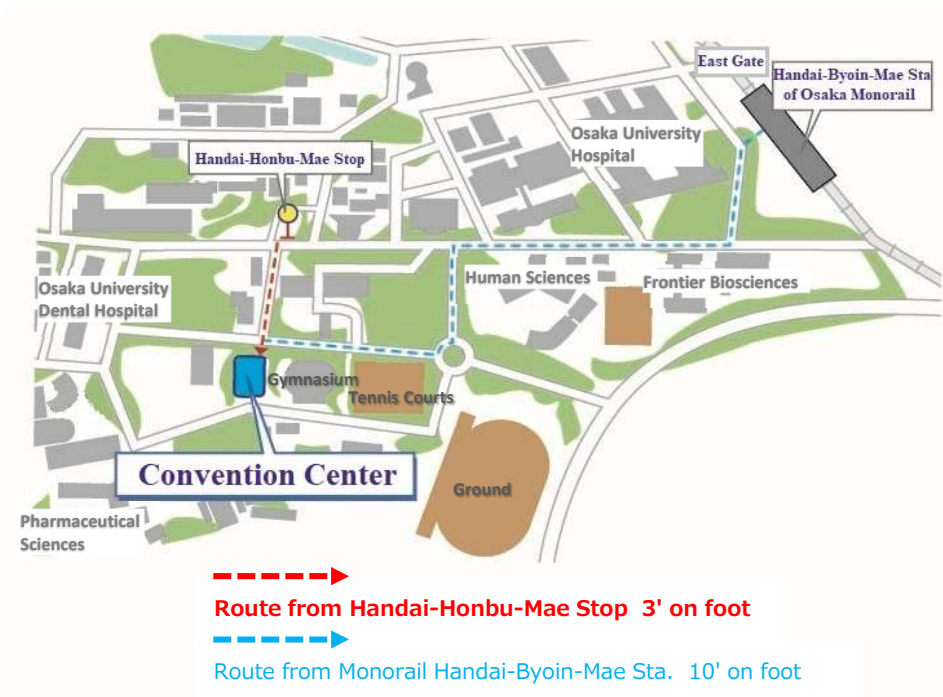 East Gate
Handai-Byoin-Mae Sta
of Osaka Monorail
Osaka University
Hospital
Handai-Honbu-Mae Stop
Human Sciences
Frontier Biosciences
Osaka University
Dental Hospital
Gymnasium
Tennis Courts
Convention Center
Ground
Pharmaceutical
Sciences
Route from Handai-Honbu-Mae Stop 3' on foot
Route from Monorail Handai-Byoin-Mae Sta. 10' on foot